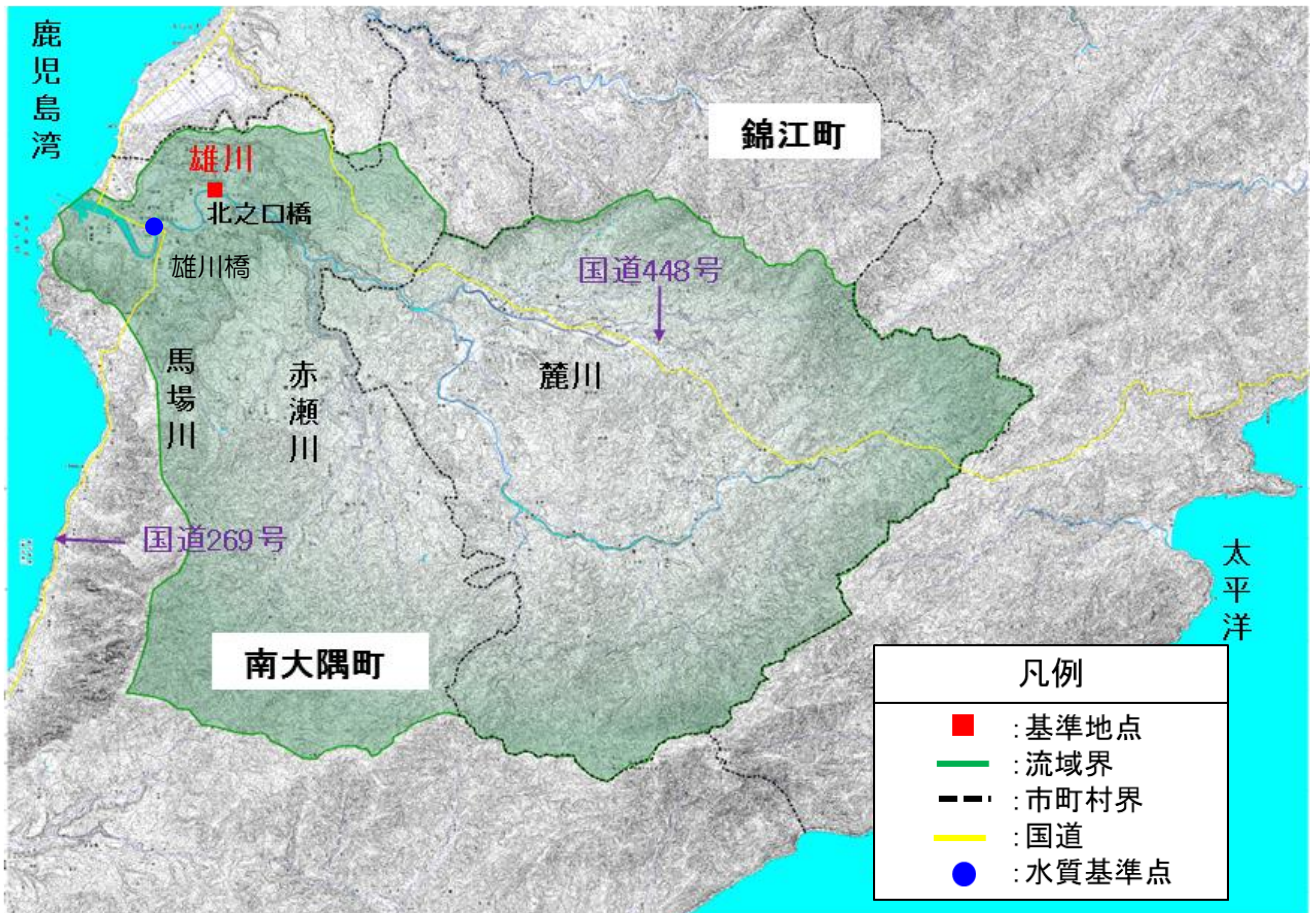 鹿児島湾
錦江町
雄川
北之口橋
雄川橋
国道448号
馬場川
赤瀬川
麓川
国道269号
太平洋
南大隅町
凡例
:基準地点
:流域界
:市町村界
:国道
:水質基準点